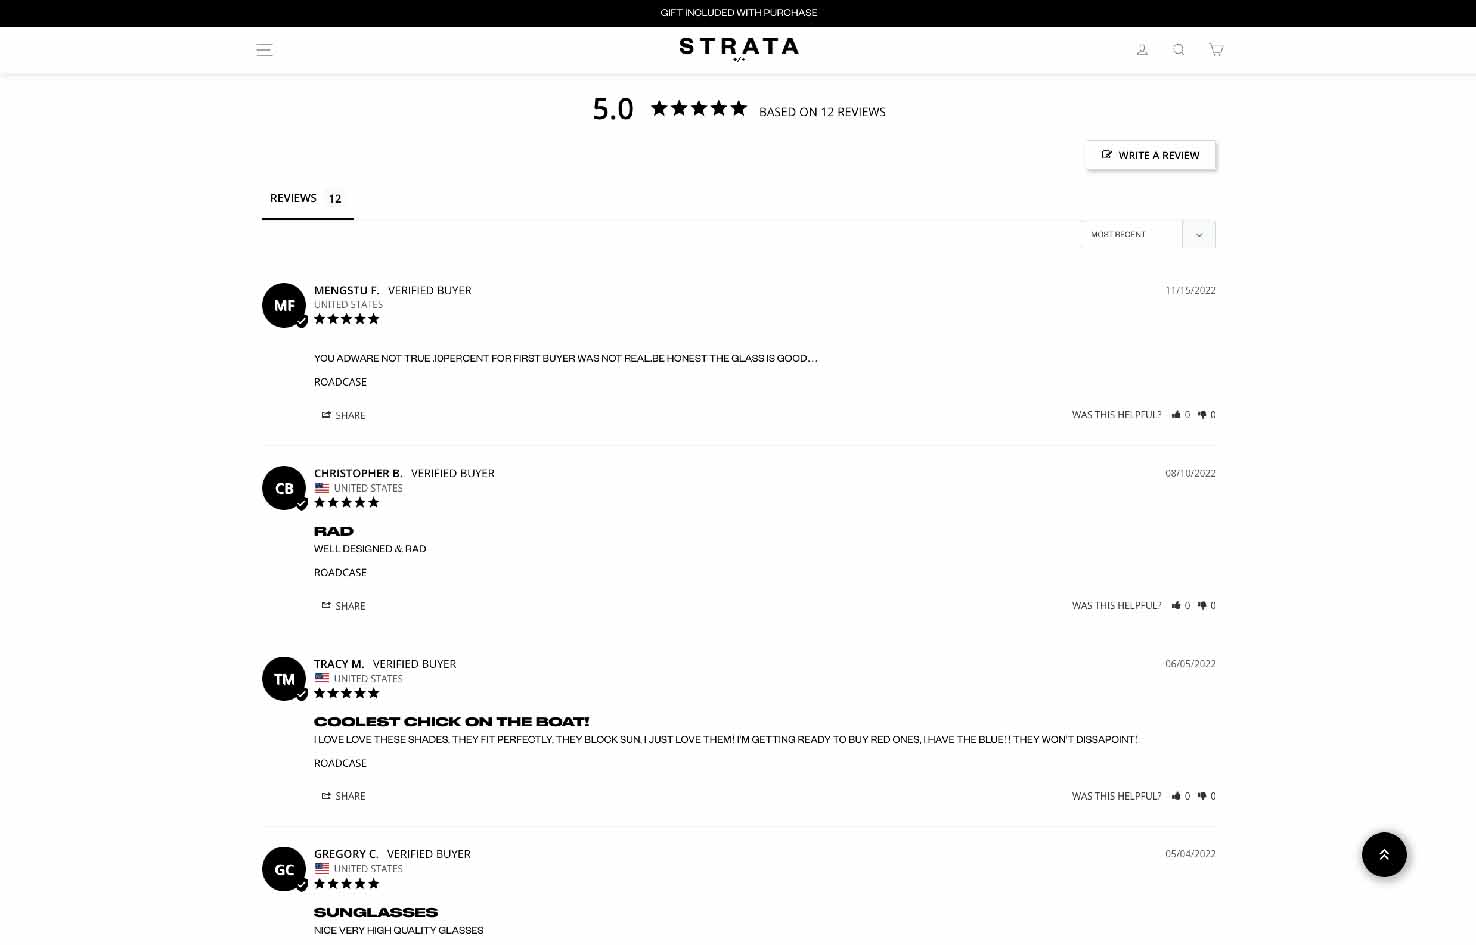 GIFT INCLUDED WITH PURCHASE
STRATA
+/+
5.0 BASED ON 12 REVIEWS
WRITE A REVIEW
REVIEWS 12
MOST RECENT
MF
MENGSTU F. VERIFIED BUYER 11/15/2022
UNITED STATES
YOU ADWARE NOT TRUE .10PERCENT FOR FIRST BUYER WAS NOT REAL.BE HONEST THE GLASS IS GOOD...
ROADCASE
SHARE WAS THIS HELPFUL? 0 0
CB
CHRISTOPHER B. VERIFIED BUYER 08/10/2022
UNITED STATES
RAD
WELL DESIGNED & RAD
ROADCASE
SHARE WAS THIS HELPFUL? 0 0
TM
TRACY M. VERIFIED BUYER 06/05/2022
UNITED STATES
COOLEST CHICK ON THE BOAT!
I LOVE LOVE THESE SHADES. THEY FIT PERFECTLY, THEY BLOCK SUN, I JUST LOVE THEM! I'M GETTING READY TO BUY RED ONES, I HAVE THE BLUE!! THEY WON'T DISSAPOINT!
ROADCASE
SHARE WAS THIS HELPFUL? 0 0
GC
GREGORY C. VERIFIED BUYER 05/04/2022
UNITED STATES
SUNGLASSES
NICE VERY HIGH QUALITY GLASSES